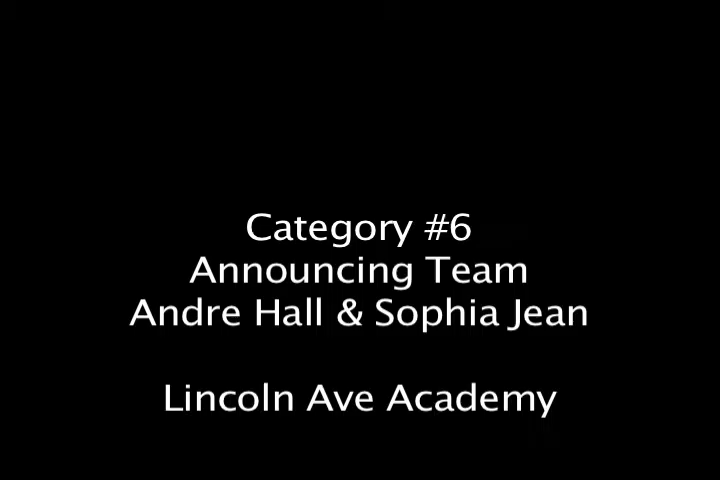 Category #6
Announcing Team
Andre Hall & Sophia Jean
Lincoln Ave Academy